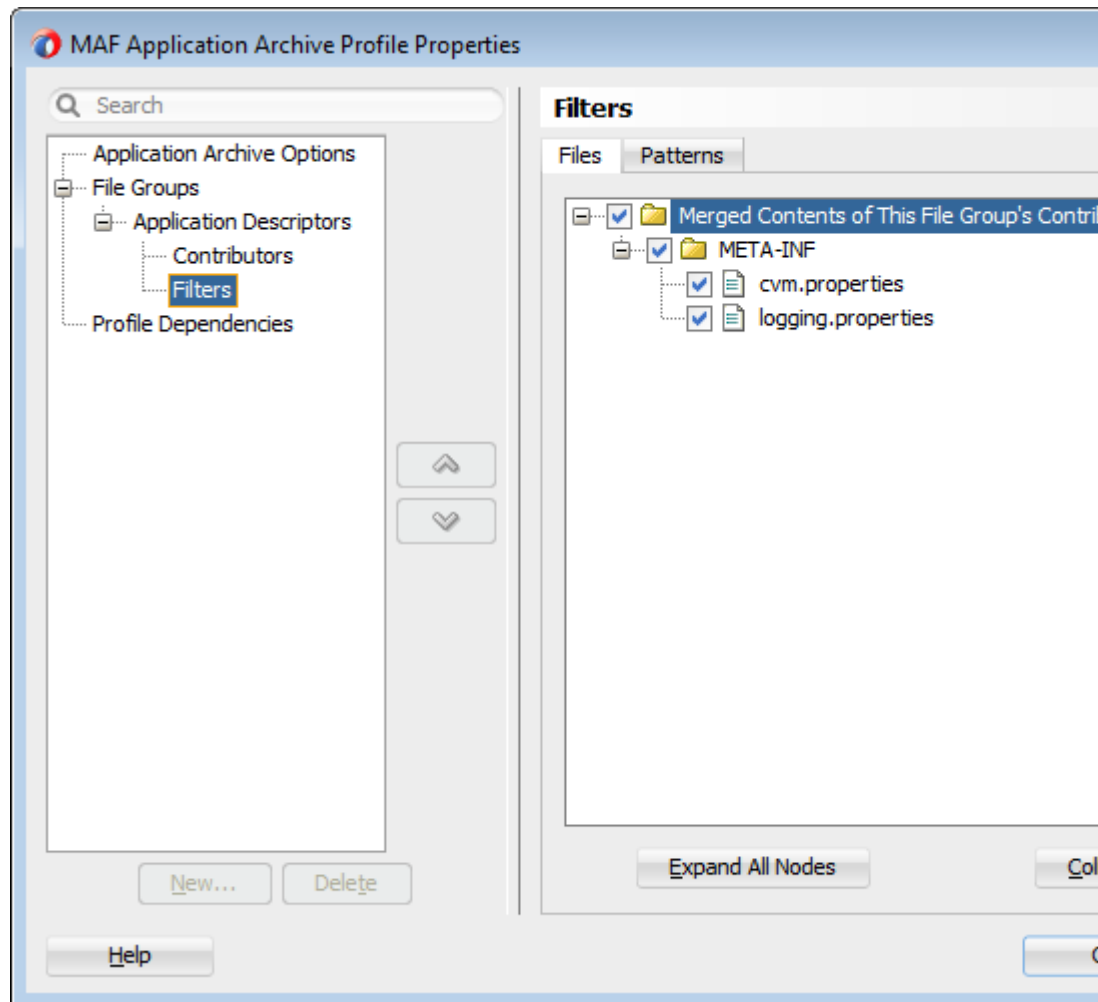 MAF Application Archive Profile Properties
Search
Application Archive Options
File Groups
Application Descriptors
Contributors
Filters
Profile Dependencies
New...
Delete
Help
Filters
Files
Patterns
Merged Contents of This File Group's
META-INF
cvm.properties
logging.properties
Expand All Nodes